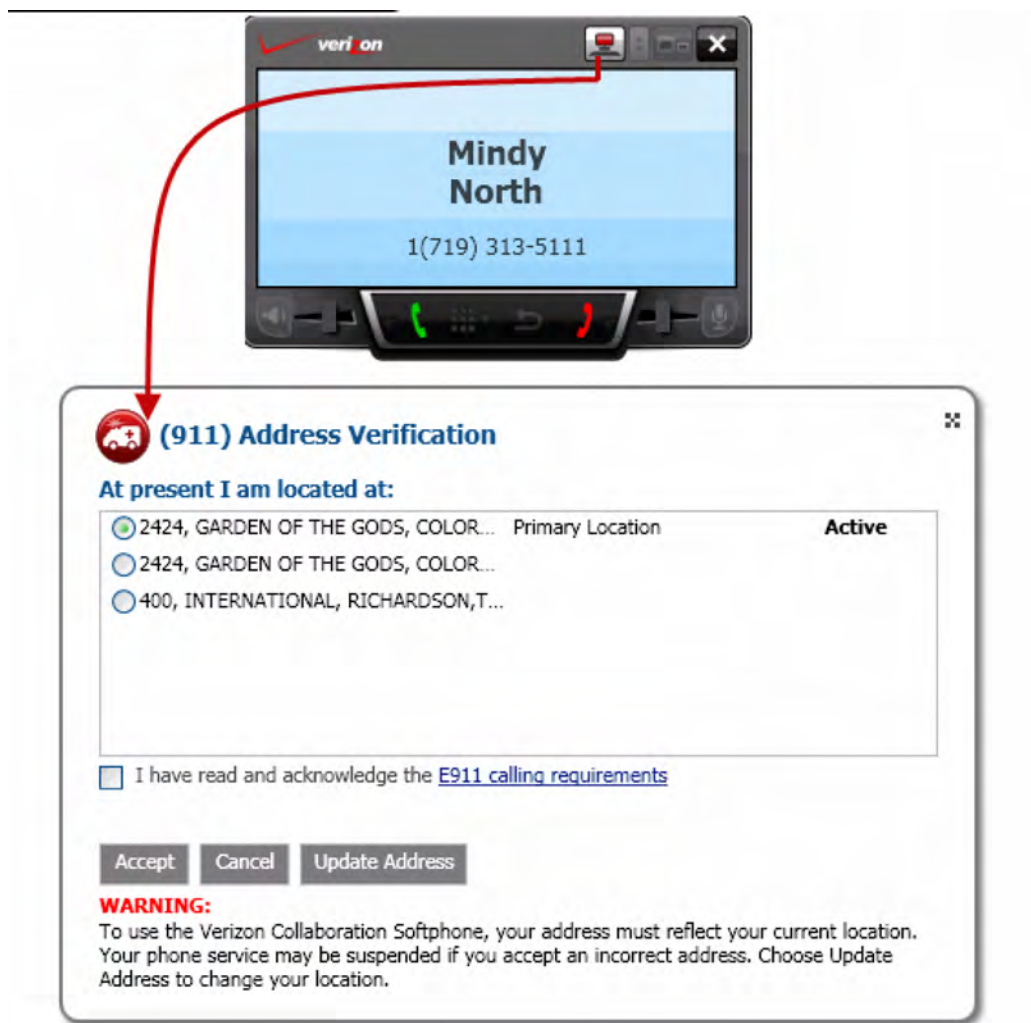 verizon
Mindy
North
1(719) 313-5111
(911) Address Verification
At present I am located at:
2424, GARDEN OF THE GODS, COLOR... Primary Location Active
2424, GARDEN OF THE GODS, COLOR...
400, INTERNATIONAL, RICHARDSON,T...
I have read and acknowledge the E911 calling requirements
Accept Cancel Update Address
WARNING:
To use the Verizon Collaboration Softphone, your address must reflect your current location.
Your phone service may be suspended if you accept an incorrect address. Choose Update
Address to change your location.